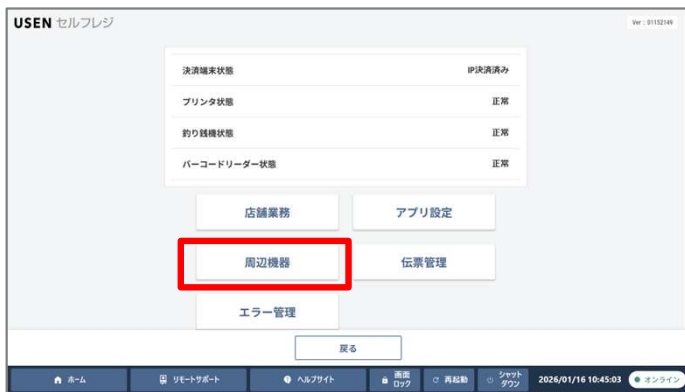 USEN セルフレジ
Ver : 01152149
決済端末状態 IP決済済み
プリンタ状態 正常
釣り銭機状態 正常
バーコードリーダー状態 正常
店舗業務 アプリ設定
周辺機器 伝票管理
エラー管理
戻る
ホーム リモートサポート ヘルプサイト 画面ロック 再起動 シャットダウン 2026/01/16 10:45:03 オンライン